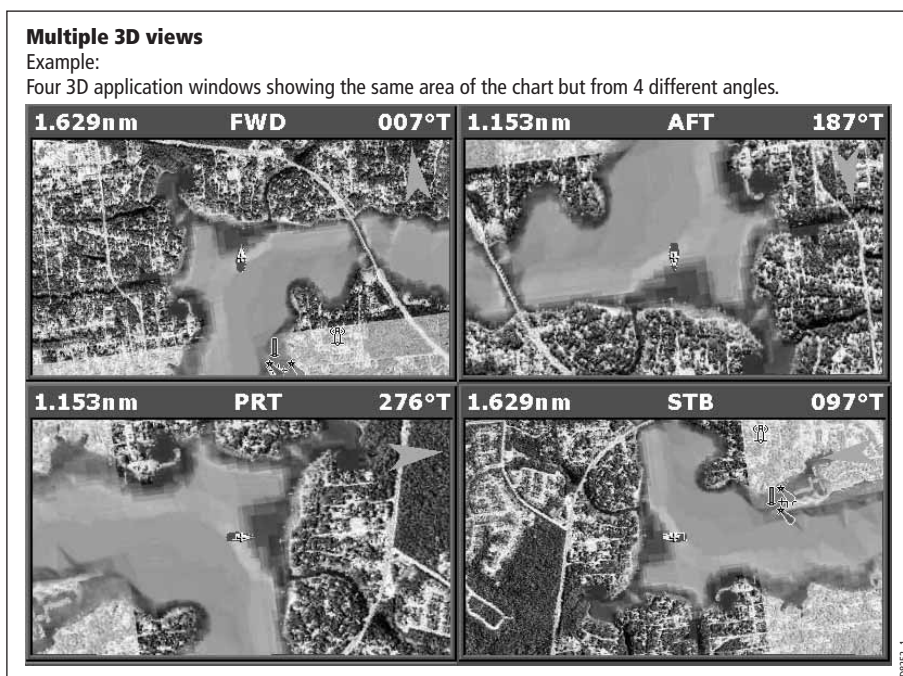 Multiple 3D views
Example:
Four 3D application windows showing the same area of the chart but from 4 different angles.
1.629nm FWD 007°T
1.153nm AFT 187°T
1.153nm PRT 276°T
1.629nm STB 097°T
D8252_1